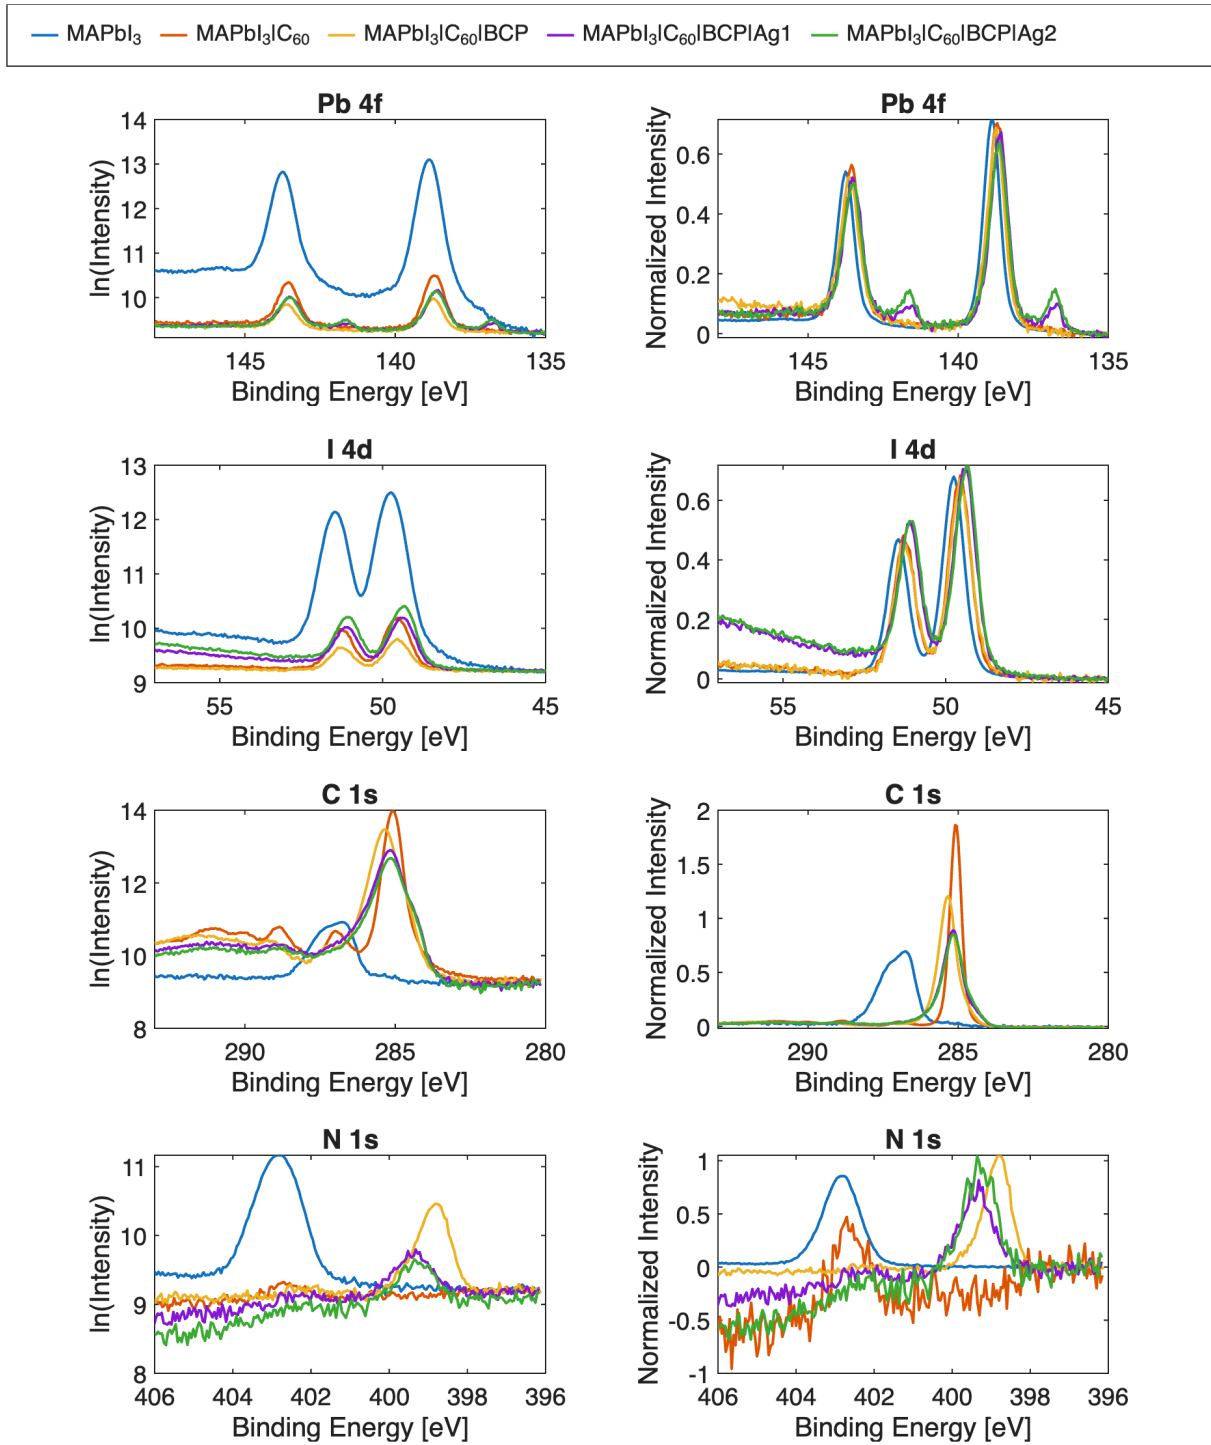 MAPbI₃ MAPbI₃|C₆₀ MAPbI₃|C₆₀|BCP MAPbI₃|C₆₀|BCP|Ag1 MAPbI₃|C₆₀|BCP|Ag2
Pb 4f
ln(Intensity)
14
13
12
11
10
145 140 135
Binding Energy [eV]
Pb 4f
Normalized Intensity
0.6
0.4
0.2
0
145 140 135
Binding Energy [eV]
I 4d
ln(Intensity)
13
12
11
10
9
55 50 45
Binding Energy [eV]
I 4d
Normalized Intensity
0.6
0.4
0.2
0
55 50 45
Binding Energy [eV]
C 1s
ln(Intensity)
14
12
10
8
290 285 280
Binding Energy [eV]
C 1s
Normalized Intensity
2
1.5
1
0.5
0
290 285 280
Binding Energy [eV]
N 1s
ln(Intensity)
11
10
9
8
406 404 402 400 398 396
Binding Energy [eV]
N 1s
Normalized Intensity
1
0.5
0
-0.5
-1
406 404 402 400 398 396
Binding Energy [eV]